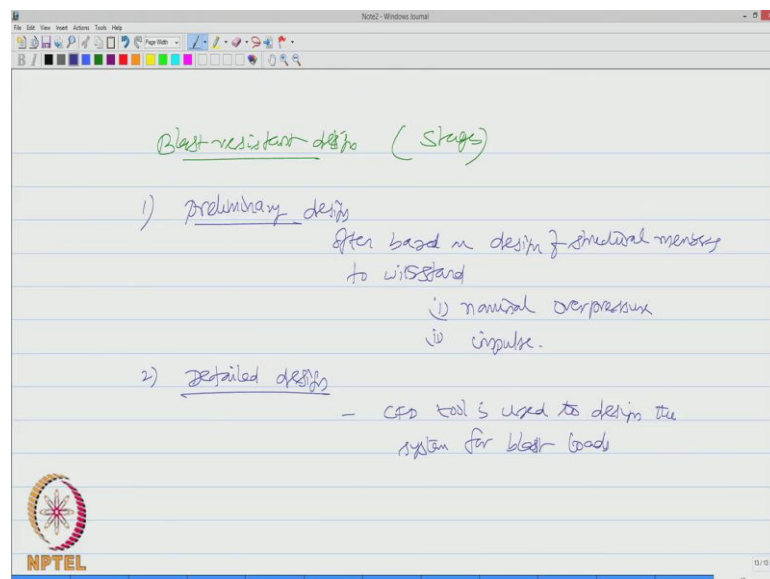 Note2 - Windows Journal
File Edit View Insert Actions Tools Help
Page Width
Blast-resistant design (Stages)
1) preliminary design
often based on design of structural members
to withstand
(i) nominal overpressure
(ii) impulse.
2) Detailed design
- CFD tool is used to design the
system for blast loads
NPTEL
13/13